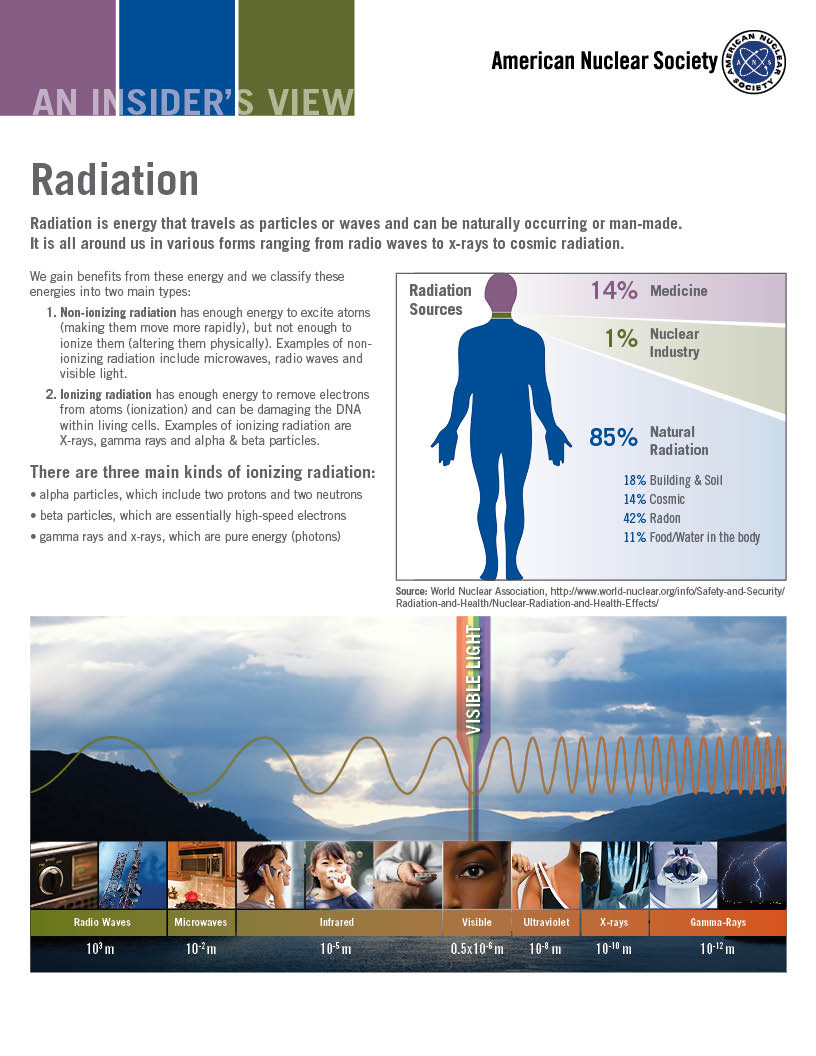 American Nuclear Society
AMERICAN NUCLEAR SOCIETY
ANS
AN INSIDER'S VIEW
Radiation
Radiation is energy that travels as particles or waves and can be naturally occurring or man-made.
It is all around us in various forms ranging from radio waves to x-rays to cosmic radiation.
We gain benefits from these energy and we classify these
energies into two main types:
1. Non-ionizing radiation has enough energy to excite atoms
(making them move more rapidly), but not enough to
ionize them (altering them physically). Examples of non-
ionizing radiation include microwaves, radio waves and
visible light.
2. Ionizing radiation has enough energy to remove electrons
from atoms (ionization) and can be damaging the DNA
within living cells. Examples of ionizing radiation are
X-rays, gamma rays and alpha & beta particles.
There are three main kinds of ionizing radiation:
• alpha particles, which include two protons and two neutrons
• beta particles, which are essentially high-speed electrons
• gamma rays and x-rays, which are pure energy (photons)
Radiation
Sources
14% Medicine
1% Nuclear
Industry
85% Natural
Radiation
18% Building & Soil
14% Cosmic
42% Radon
11% Food/Water in the body
Source: World Nuclear Association, http://www.world-nuclear.org/info/Safety-and-Security/
Radiation-and-Health/Nuclear-Radiation-and-Health-Effects/
VISIBLE LIGHT
Radio Waves Microwaves Infrared Visible Ultraviolet X-rays Gamma-Rays
10³ m 10⁻² m 10⁻⁵ m 0.5x10⁻⁶ m 10⁻⁸ m 10⁻¹⁰ m 10⁻¹² m